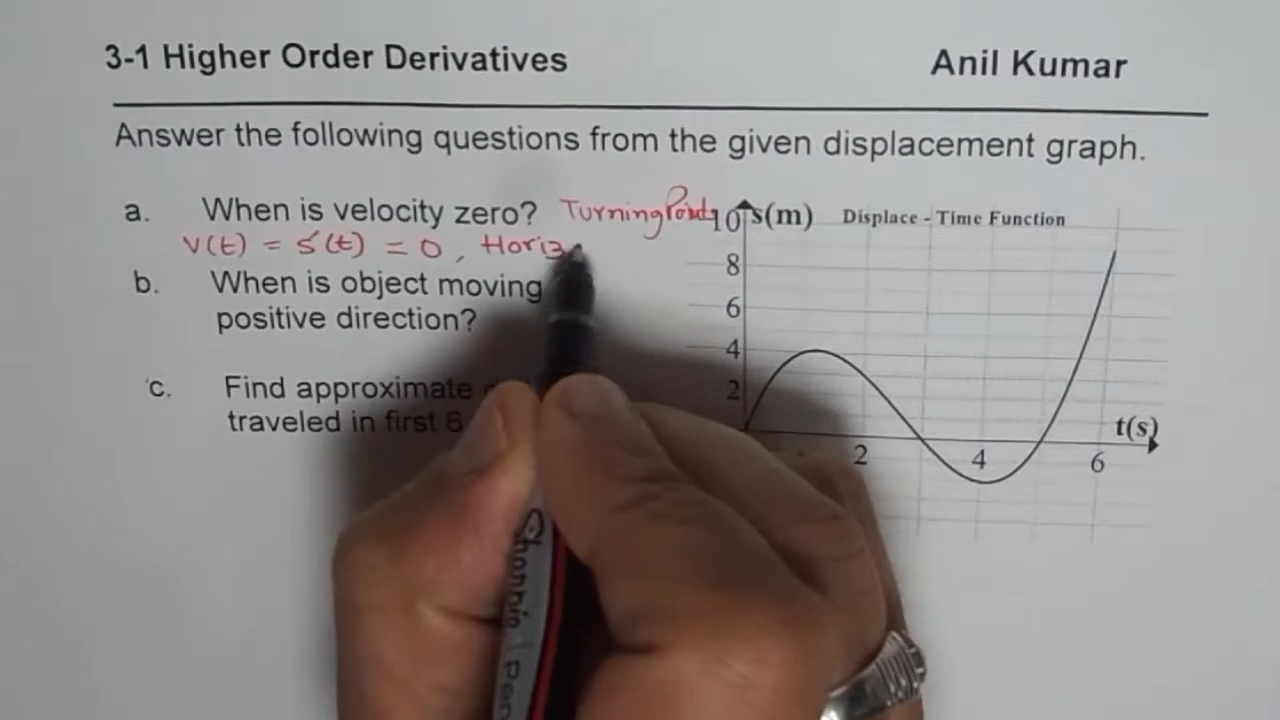 3-1 Higher Order Derivatives Anil Kumar
Answer the following questions from the given displacement graph.
a. When is velocity zero? Turning Points
v(t) = s'(t) = 0, Horiz
b. When is object moving
positive direction?
c. Find approximate
traveled in first 6
10 s(m) Displace - Time Function
8
6
4
2
t(s)
2 4 6
Sharpie Pen